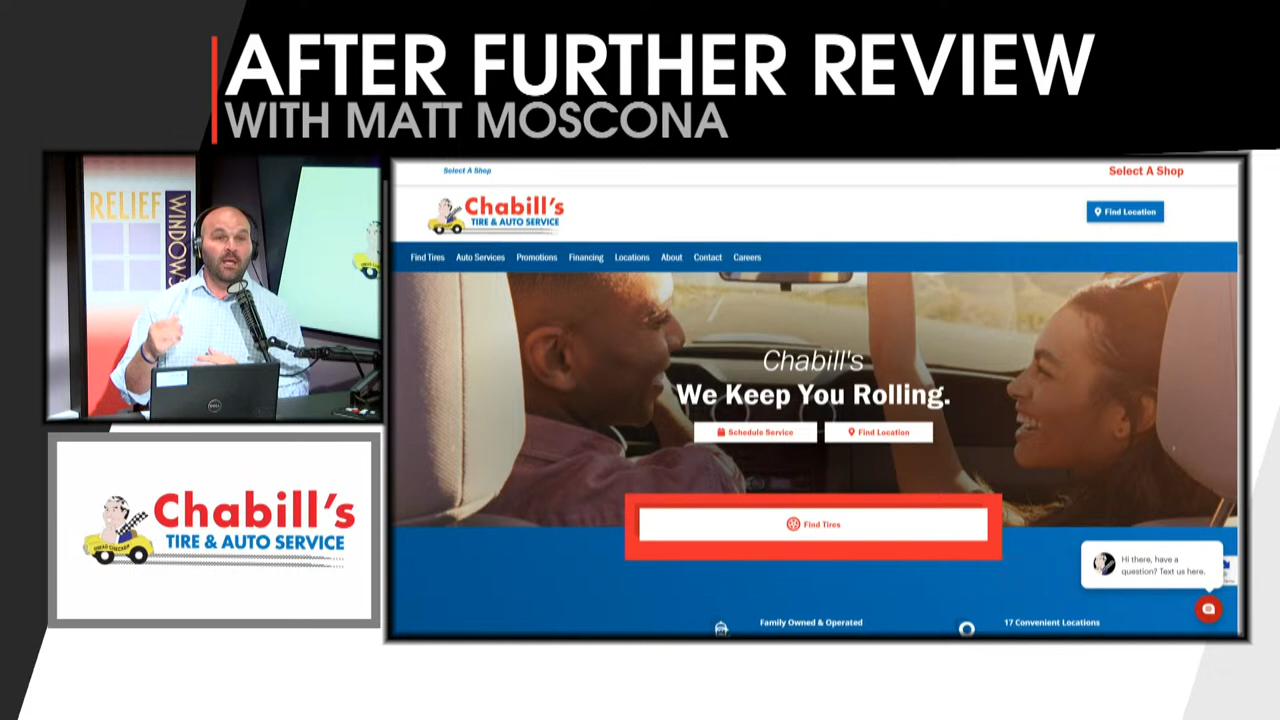 AFTER FURTHER REVIEW
WITH MATT MOSCONA
RELIEF
WINDOWS
DELL
Chabill's
TIRE & AUTO SERVICE
Select A Shop
Select A Shop
Chabill's
TIRE & AUTO SERVICE
Find Location
Find Tires
Auto Services
Promotions
Financing
Locations
About
Contact
Careers
Chabill's
We Keep You Rolling.
Schedule Service
Find Location
Find Tires
Hi there, have a
question? Text us here.
Family Owned & Operated
17 Convenient Locations